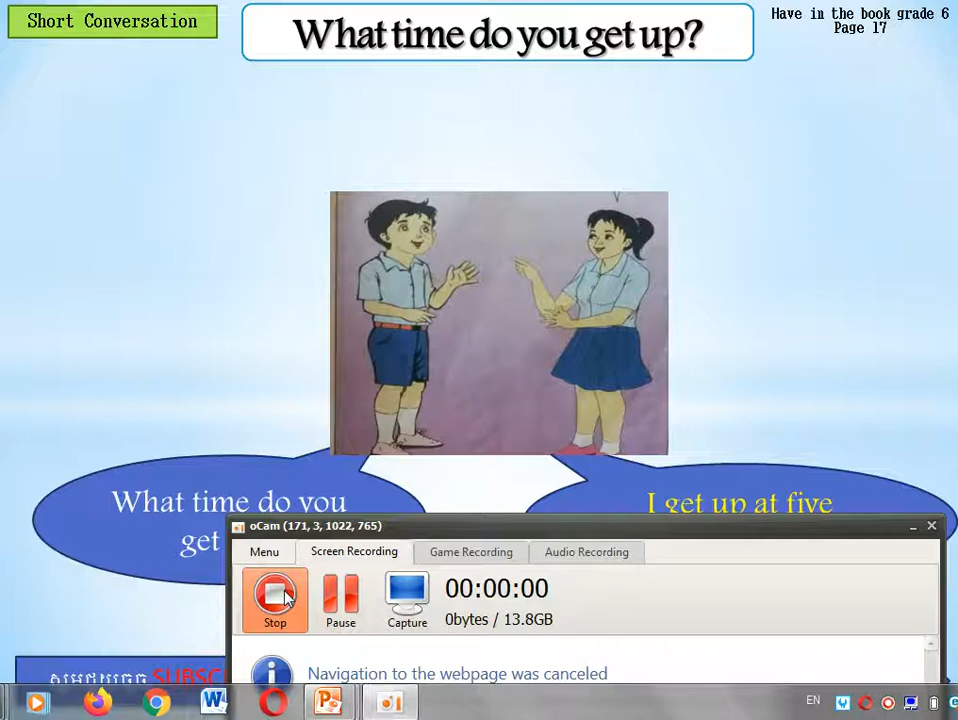 Short Conversation
What time do you get up?
Have in the book grade 6
Page 17
What time do you
get
I get up at five
oCam (171, 3, 1022, 765)
Menu
Screen Recording
Game Recording
Audio Recording
Stop
Pause
Capture
00:00:00
0bytes / 13.8GB
Navigation to the webpage was canceled
SUBSC
EN